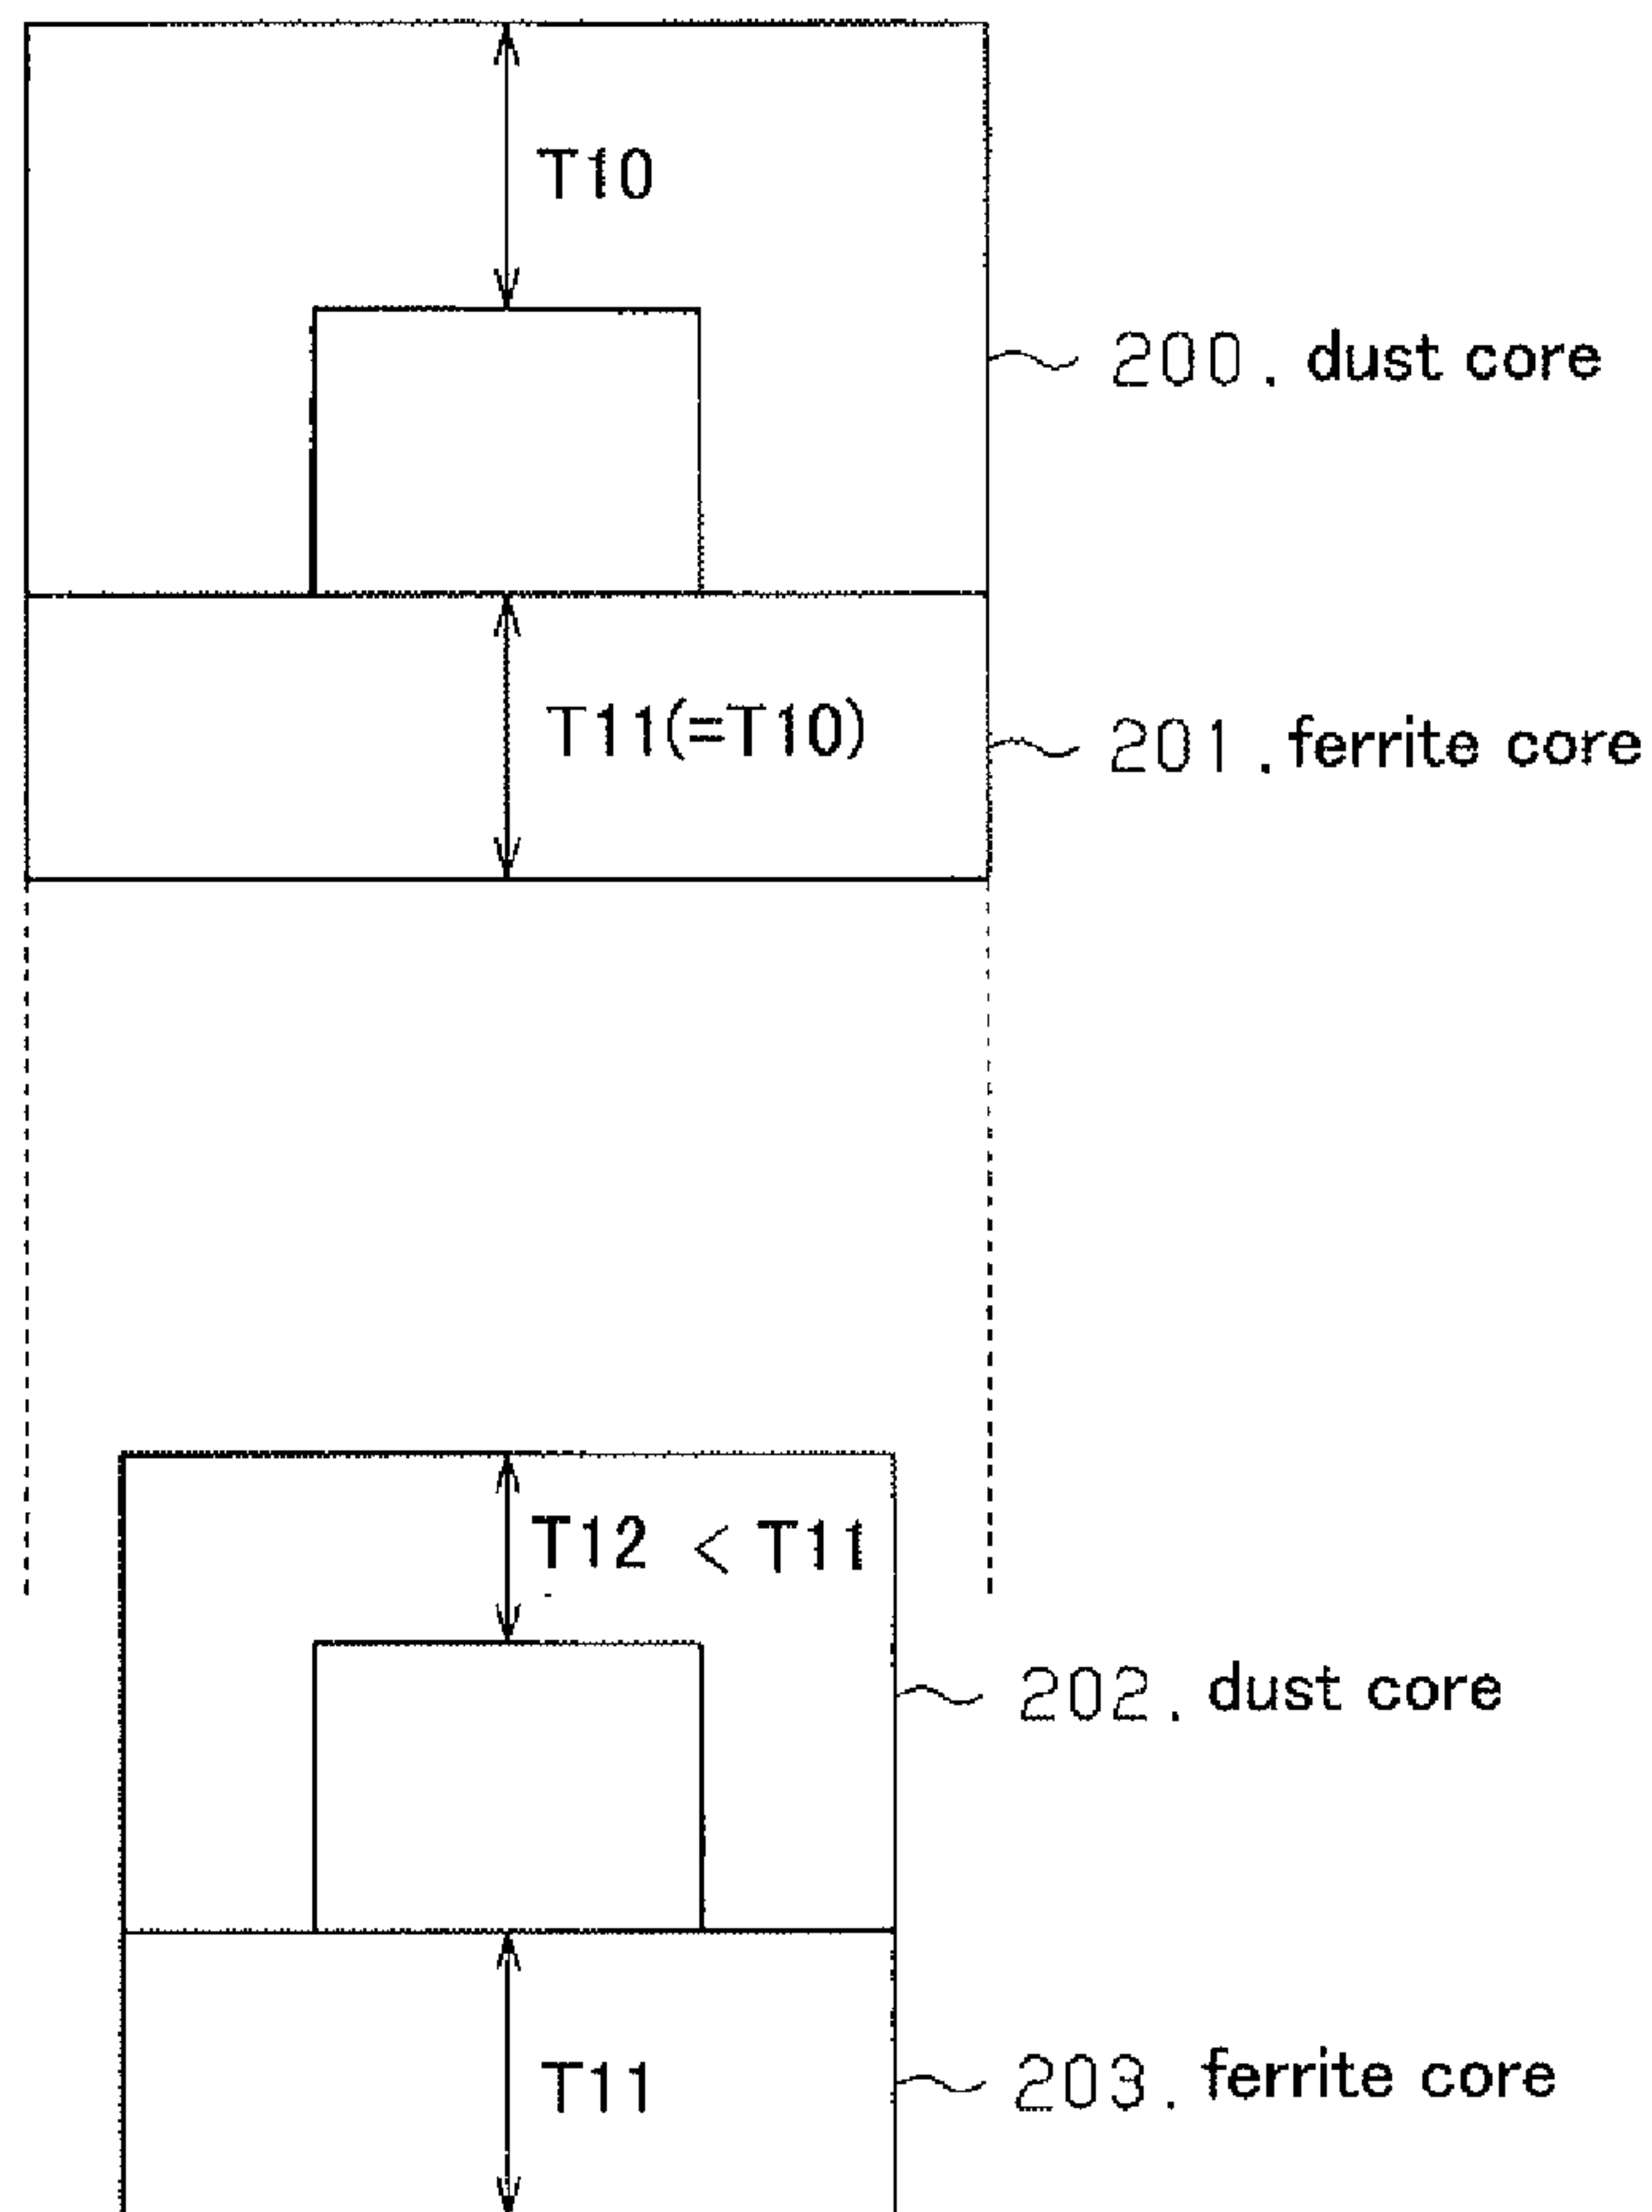 T10
200. dust core
T11(=T10)
201. ferrite core
T12 < T11
202. dust core
T11
203. ferrite core